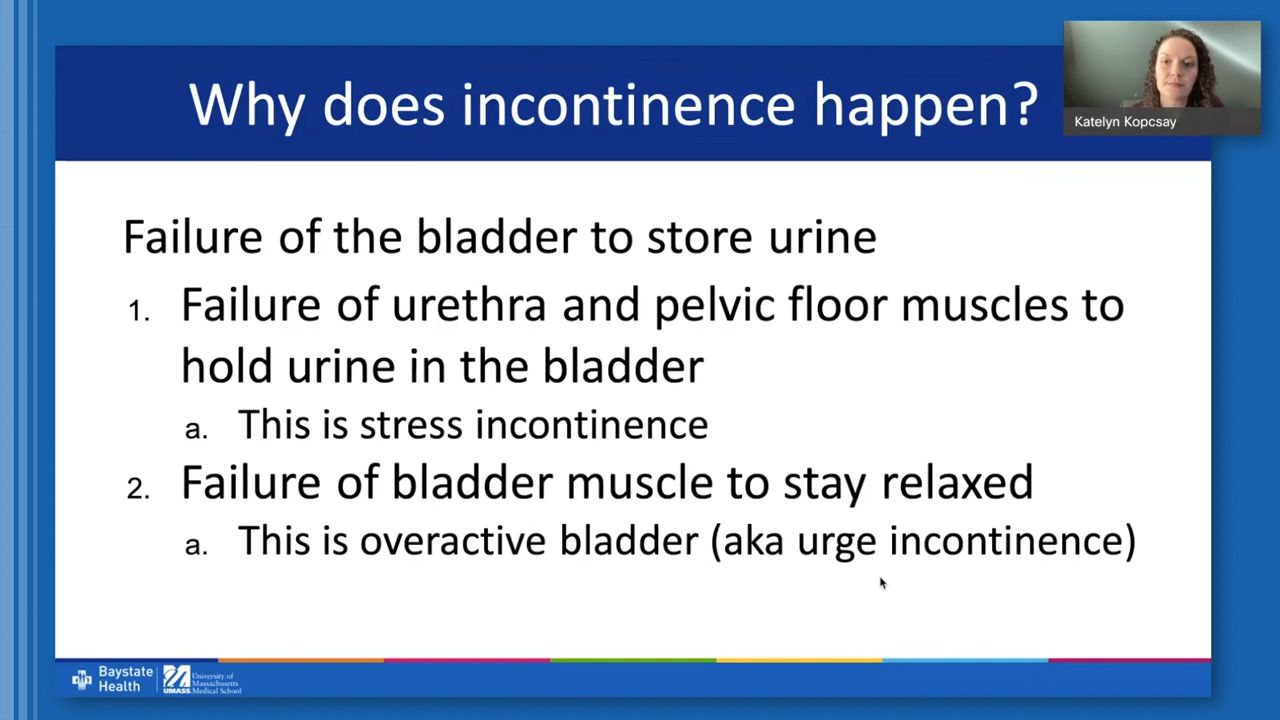 Why does incontinence happen?
Katelyn Kopcsay
Failure of the bladder to store urine
1. Failure of urethra and pelvic floor muscles to
hold urine in the bladder
a. This is stress incontinence
2. Failure of bladder muscle to stay relaxed
a. This is overactive bladder (aka urge incontinence)
Baystate
Health
UMASS
University of
Massachusetts
Medical School